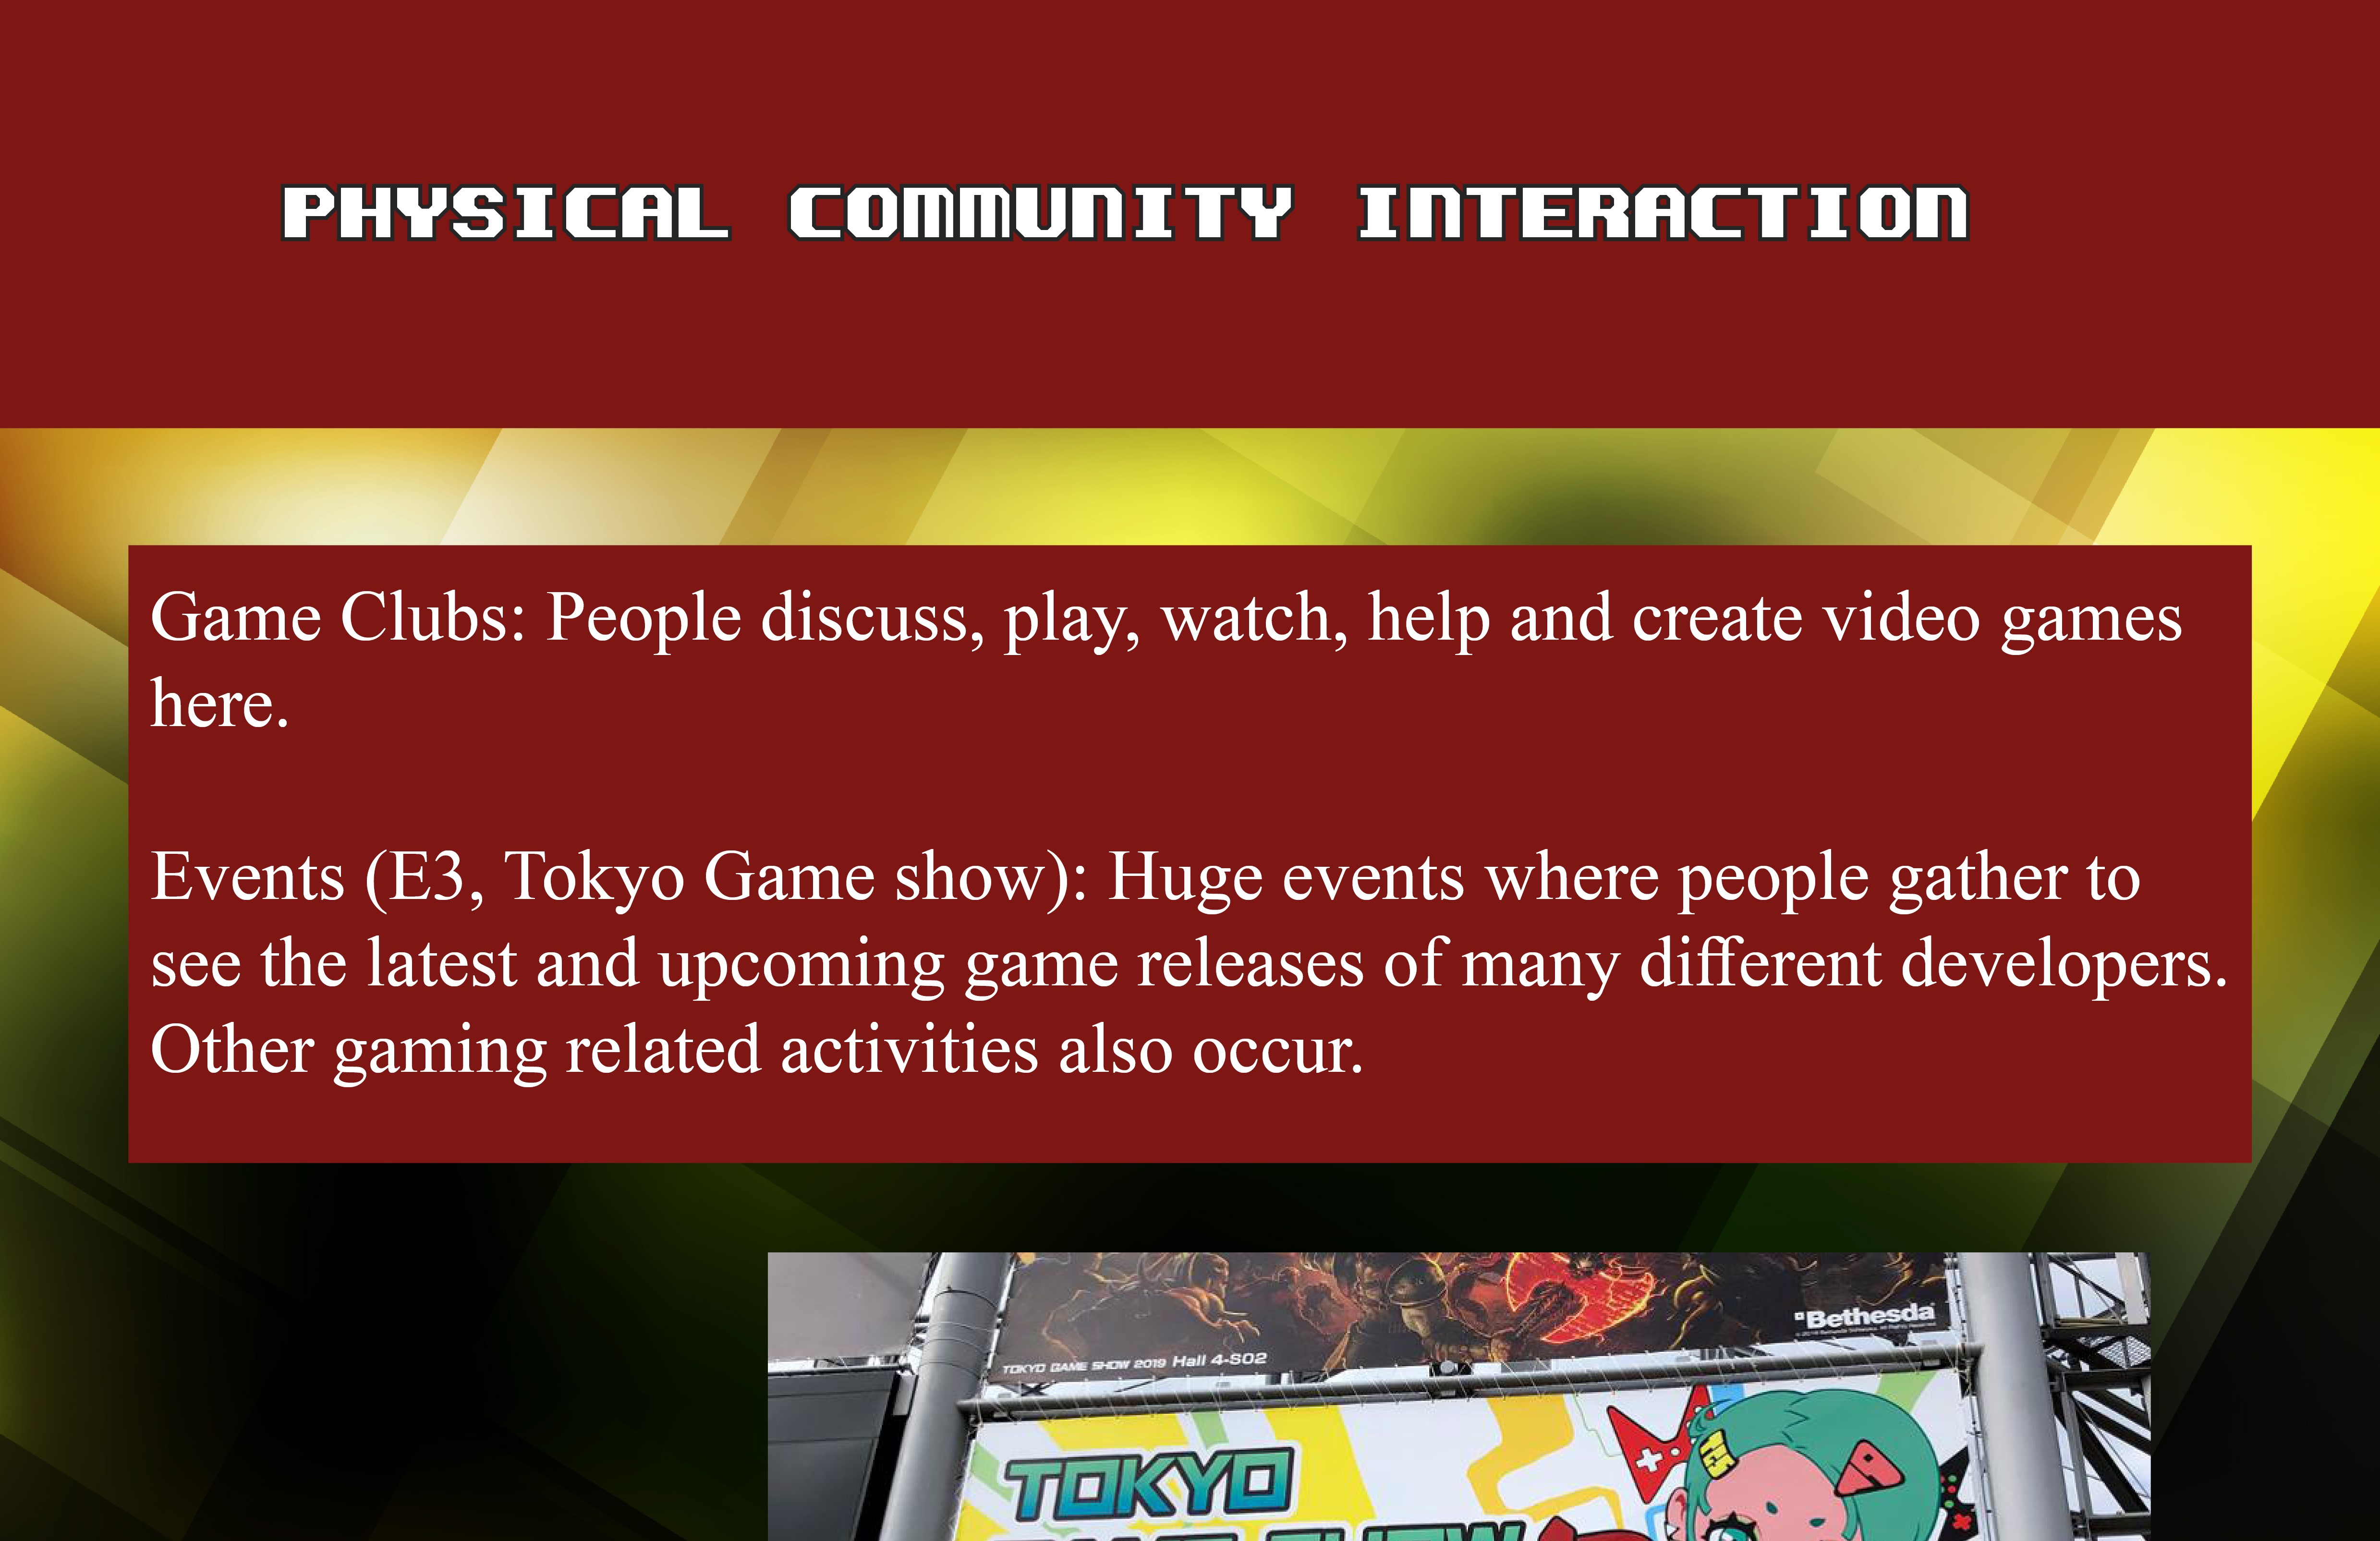 PHYSICAL COMMUNITY INTERACTION
Game Clubs: People discuss, play, watch, help and create video games
here.
Events (E3, Tokyo Game show): Huge events where people gather to
see the latest and upcoming game releases of many different developers.
Other gaming related activities also occur.
Bethesda
TOKYO GAME SHOW 2019 Hall 4-S02
TOKYO